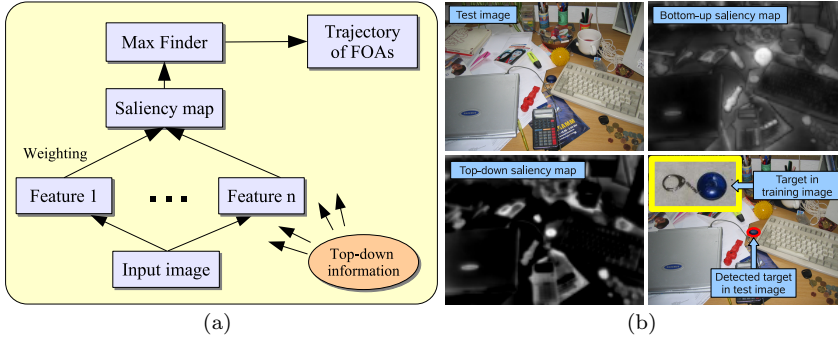 Max Finder
Trajectory
of FOAs
Saliency map
Weighting
Feature 1
...
Feature n
Input image
Top-down
information
(a)
Test image
Bottom-up saliency map
Top-down saliency map
Target in
training image
Detected target
in test image
(b)